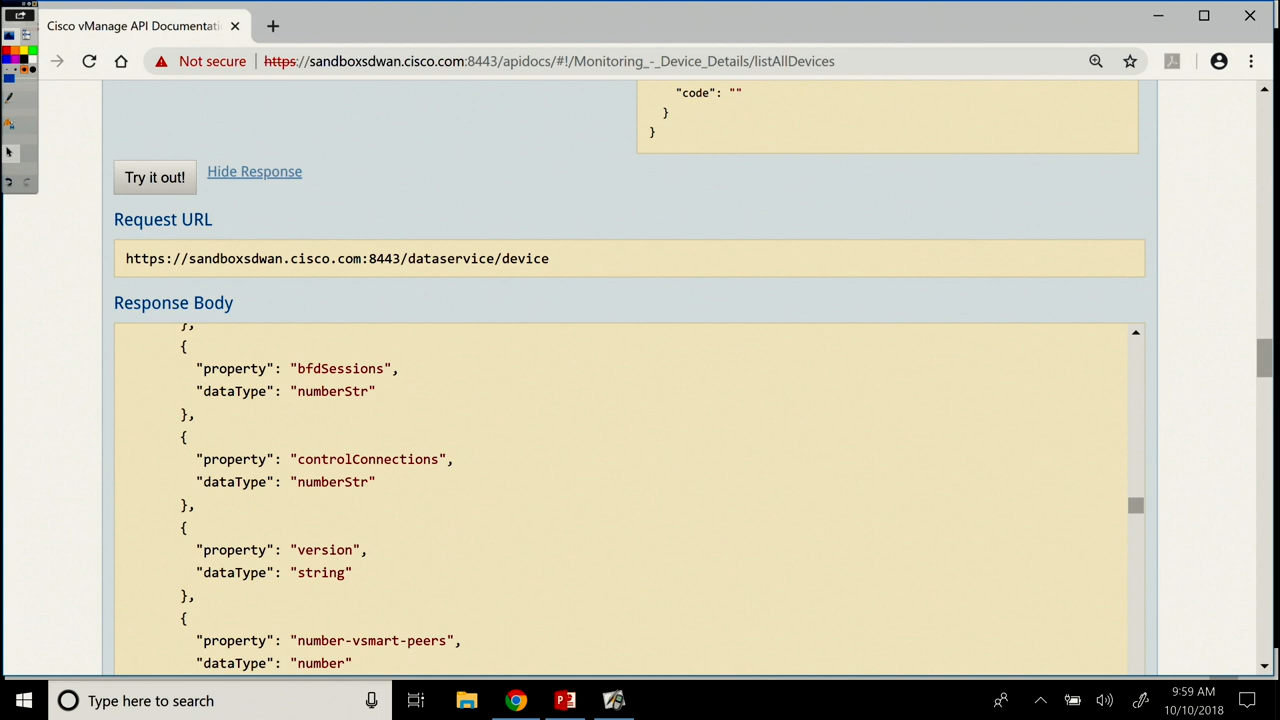 Cisco vManage API Documentati
Not secure | https://sandboxsdwan.cisco.com:8443/apidocs/#!/Monitoring_-_Device_Details/listAllDevices
"code": ""
}
}
Try it out!
Hide Response
Request URL
https://sandboxsdwan.cisco.com:8443/dataservice/device
Response Body
},
{
"property": "bfdSessions",
"dataType": "numberStr"
},
{
"property": "controlConnections",
"dataType": "numberStr"
},
{
"property": "version",
"dataType": "string"
},
{
"property": "number-vsmart-peers",
"dataType": "number"
Type here to search
9:59 AM
10/10/2018